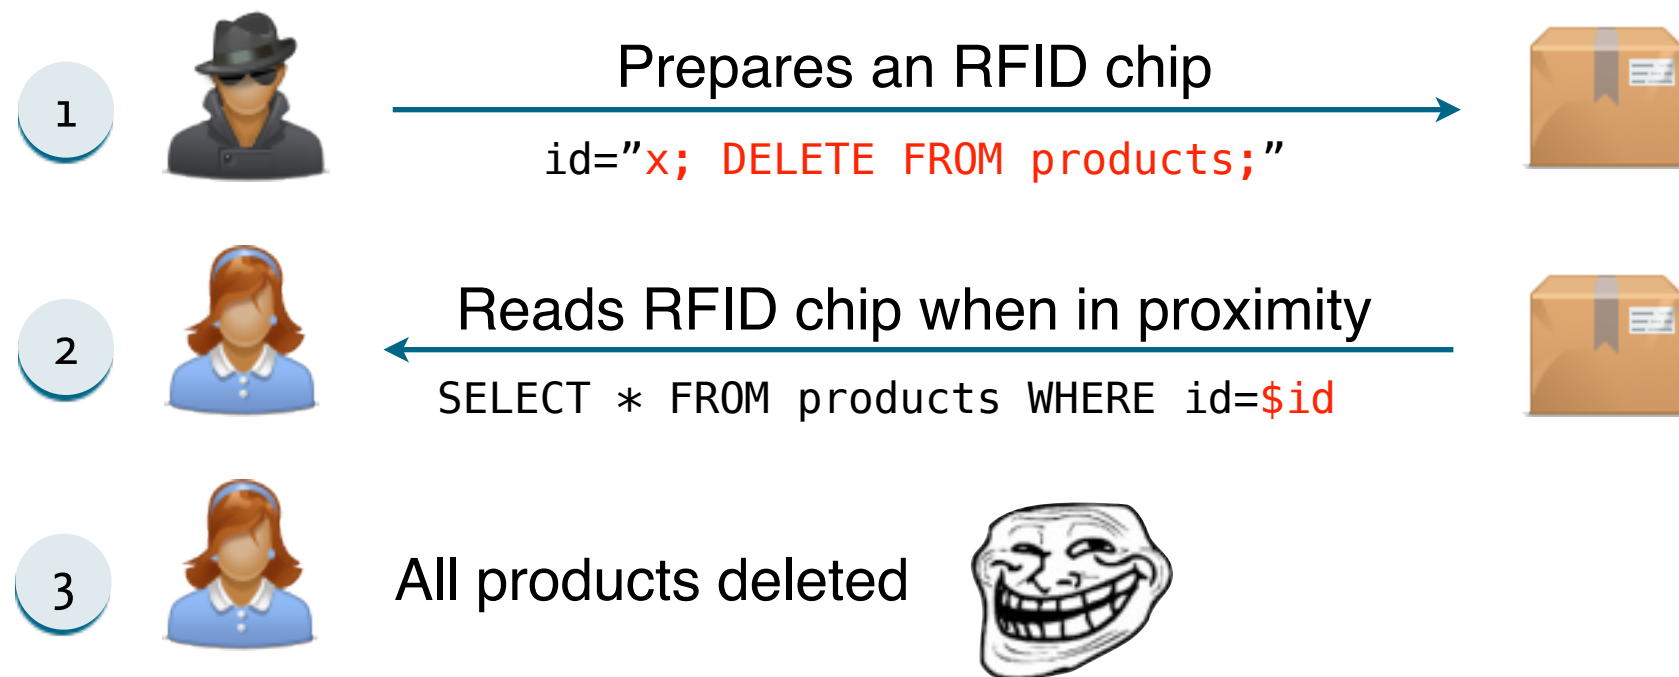 1
Prepares an RFID chip
id=”x; DELETE FROM products;”
2
Reads RFID chip when in proximity
SELECT * FROM products WHERE id=$id
3
All products deleted